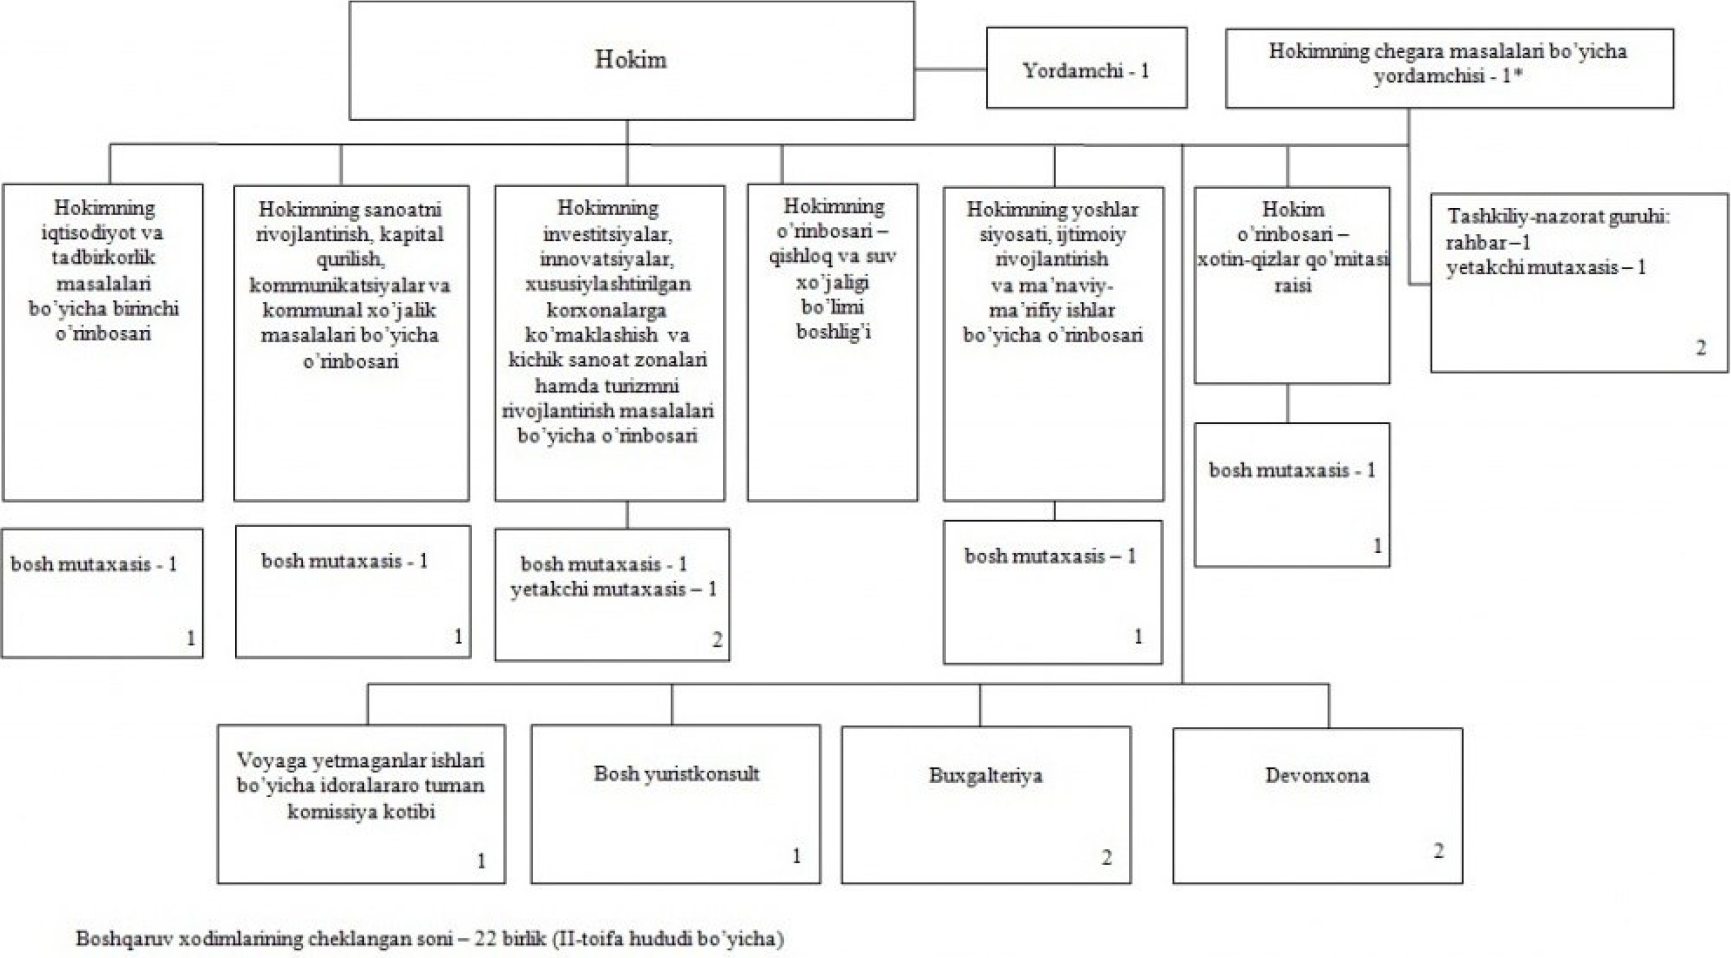 Hokim
Yordamchi - 1
Hokimning chegara masalalari bo’yicha
yordamchisi - 1*
Hokimning
iqtisodiyot va
tadbirkorlik
masalalari
bo’yicha birinchi
o’rinbosari
Hokimning sanoatni
rivojlantirish, kapital
qurilish,
kommunikatsiyalar va
kommunal xo’jalik
masalalari bo’yicha
o’rinbosari
Hokimning
investitsiyalar,
innovatsiyalar,
xususiylashtirilgan
korxonalarga
ko’maklashish va
kichik sanoat zonalari
hamda turizmni
rivojlantirish masalalari
bo’yicha o’rinbosari
Hokimning
o’rinbosari –
qishloq va suv
xo’jaligi
bo’limi
boshlig’i
Hokimning yoshlar
siyosati, ijtimoiy
rivojlantirish
va ma’naviy-
ma’rifiy ishlar
bo’yicha o’rinbosari
Hokim
o’rinbosari –
xotin-qizlar qo’mitasi
raisi
Tashkiliy-nazorat guruhi:
rahbar–1
yetakchi mutaxasis – 1
2
bosh mutaxasis - 1
1
bosh mutaxasis - 1
1
bosh mutaxasis - 1
yetakchi mutaxasis – 1
2
bosh mutaxasis – 1
1
bosh mutaxasis - 1
1
Voyaga yetmaganlar ishlari
bo’yicha idoralararo tuman
komissiya kotibi
1
Bosh yuristkonsult
1
Buxgalteriya
2
Devonxona
2
Boshqaruv xodimlarining cheklangan soni – 22 birlik (II-toifa hududi bo’yicha)